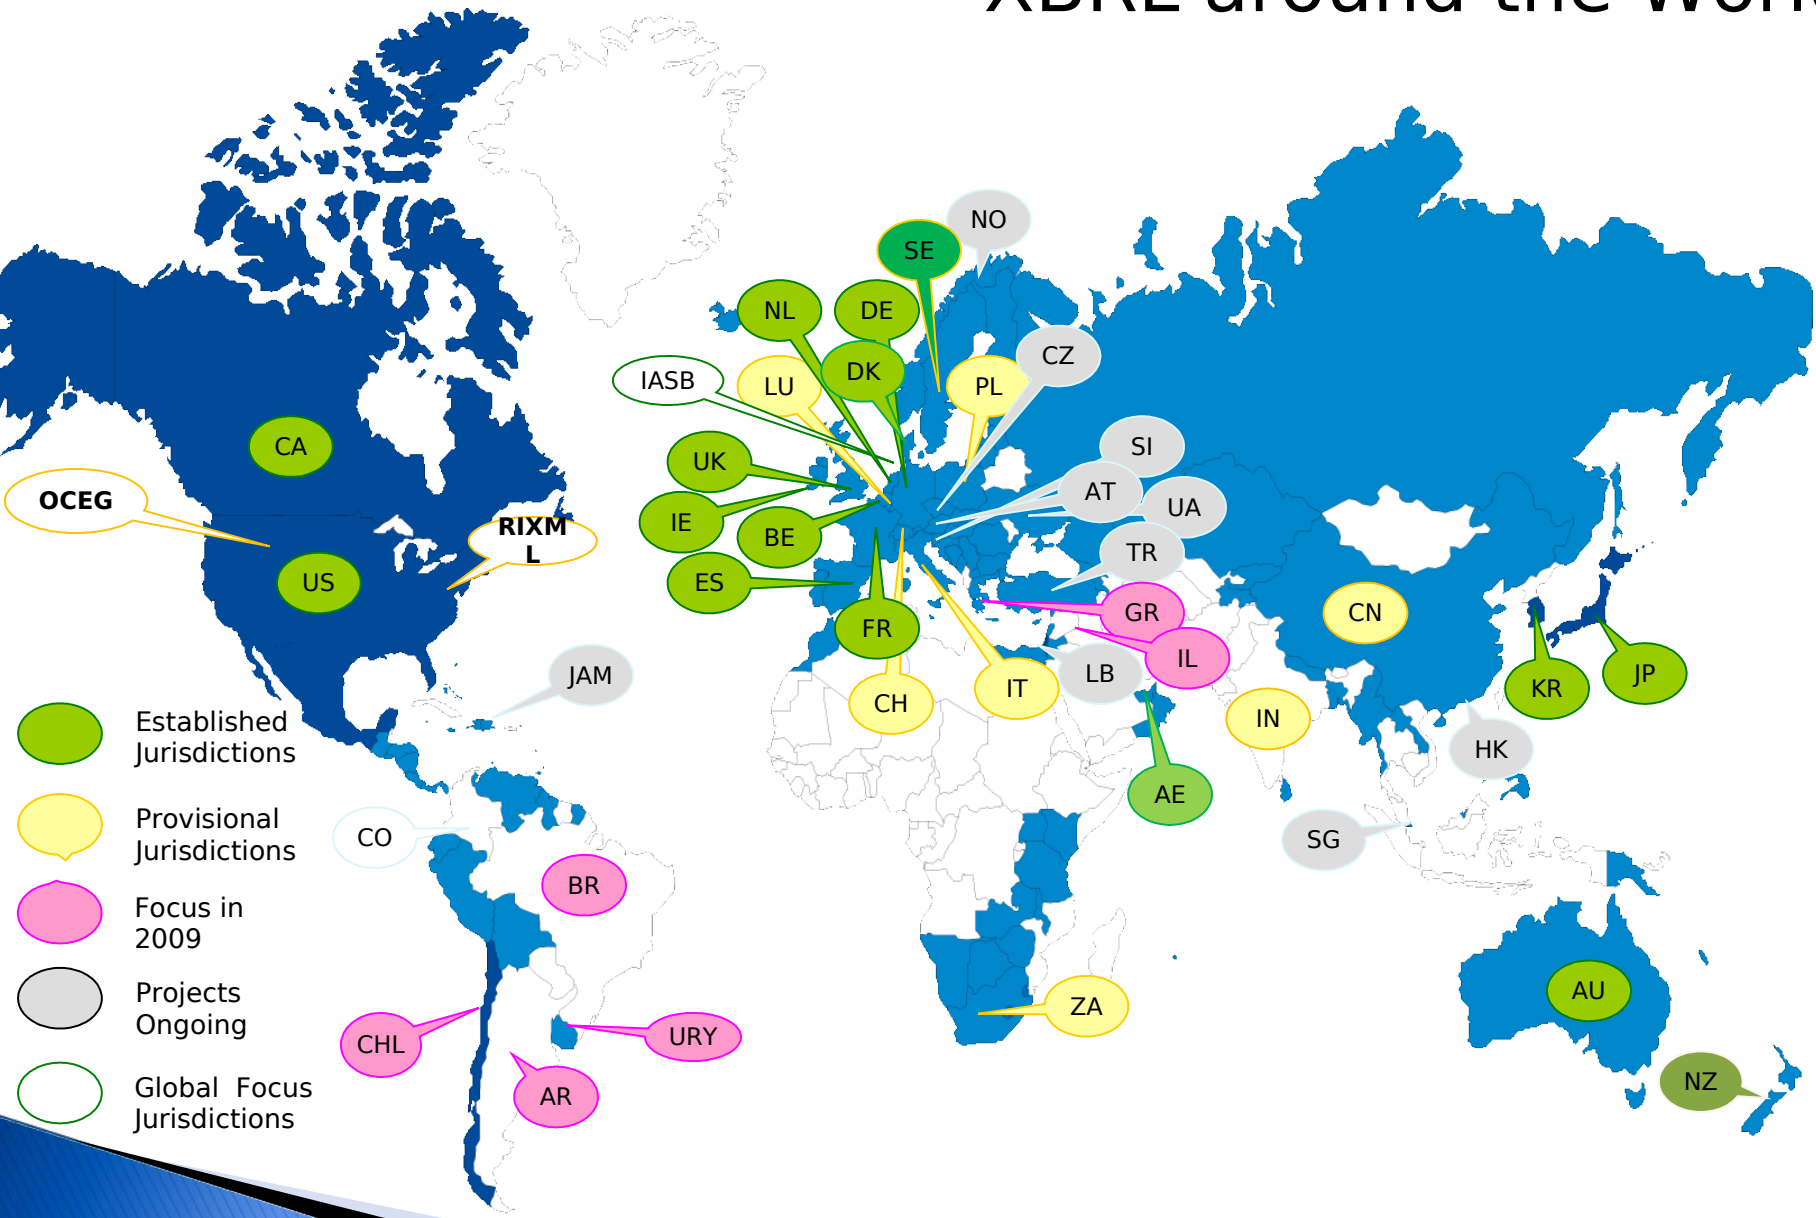 XBRL around the World
NO
SE
NL
DE
CZ
IASB
LU
DK
PL
CA
UK
SI
OCEG
AT
UA
RIXM
L
IE
BE
TR
US
ES
GR
CN
FR
IL
JAM
LB
IT
KR
JP
CH
IN
HK
Established
Jurisdictions
AE
Provisional
Jurisdictions
CO
SG
BR
Focus in
2009
Projects
Ongoing
AU
ZA
CHL
URY
NZ
AR
Global Focus
Jurisdictions